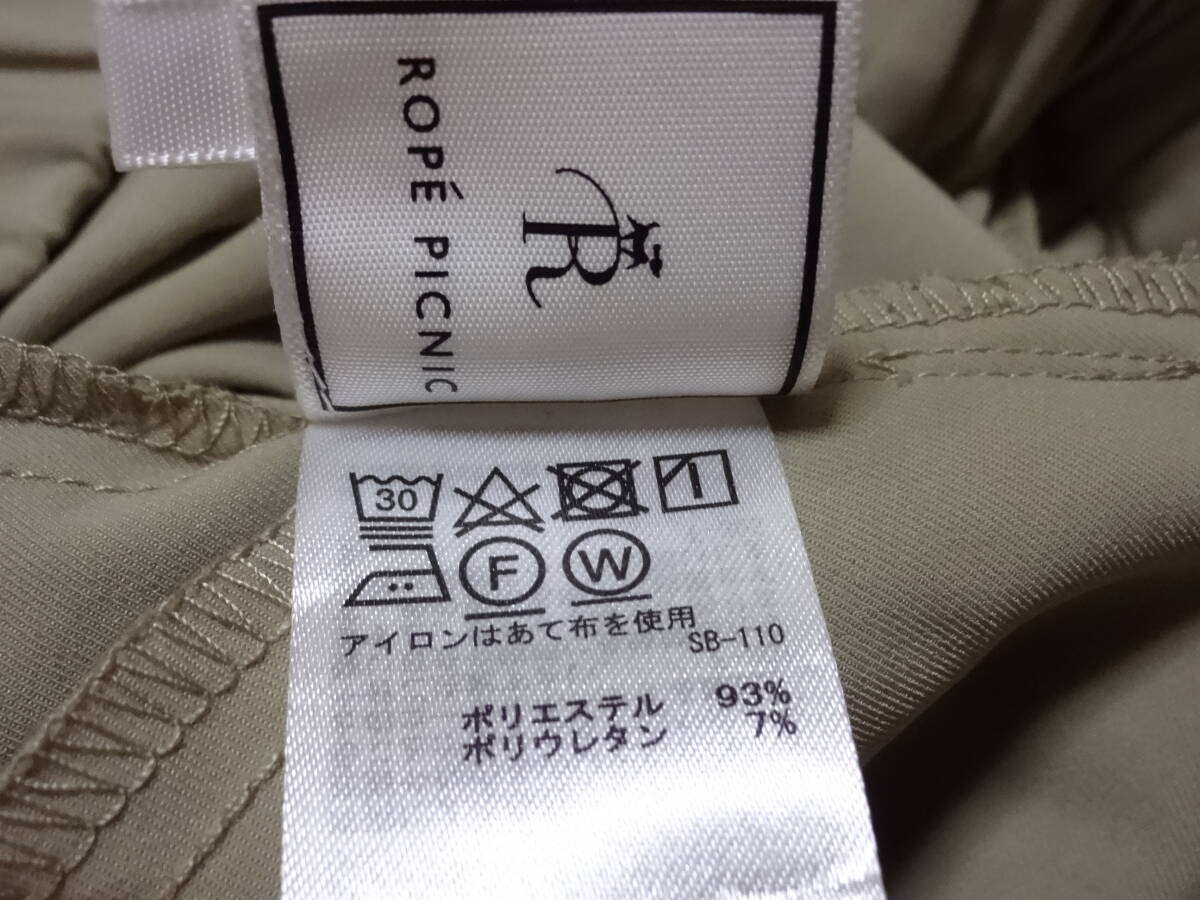 ROPÉ PICNIC
R
30
F W
アイロンはあて布を使用
SB-110
ポリエステル 93%
ポリウレタン 7%